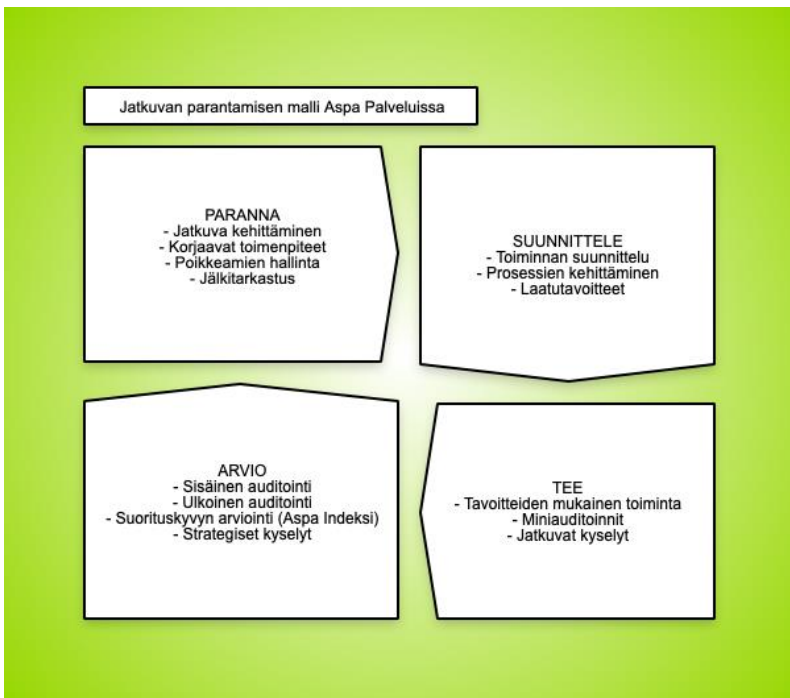 Jatkuvan parantamisen malli Aspa Palveluissa
PARANNA
- Jatkuva kehittäminen
- Korjaavat toimenpiteet
- Poikkeamien hallinta
- Jälkitarkastus
SUUNNITTELE
- Toiminnan suunnittelu
- Prosessien kehittäminen
- Laatutavoitteet
ARVIO
- Sisäinen auditointi
- Ulkoinen auditointi
- Suorituskyvyn arviointi (Aspa Indeksi)
- Strategiset kyselyt
TEE
- Tavoitteiden mukainen toiminta
- Miniauditoinnit
- Jatkuvat kyselyt